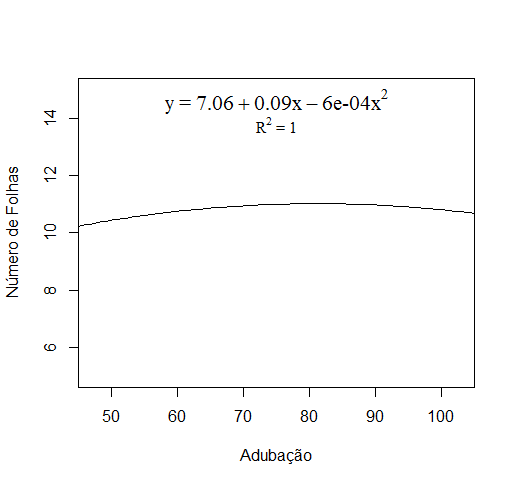 y = 7.06 + 0.09x − 6e-04x²
R² = 1
Número de Folhas
14
12
10
8
6
50 60 70 80 90 100
Adubação